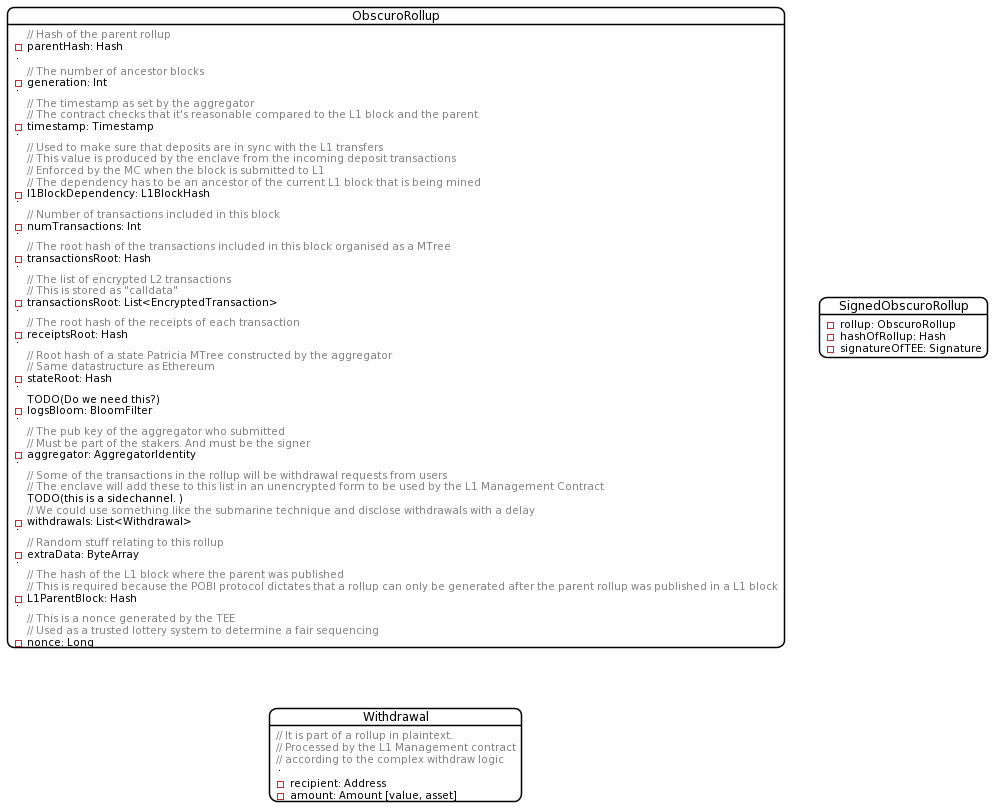 ObscuroRollup
// Hash of the parent rollup
parentHash: Hash
.
// The number of ancestor blocks
generation: Int
.
// The timestamp as set by the aggregator
// The contract checks that it's reasonable compared to the L1 block and the parent
timestamp: Timestamp
.
// Used to make sure that deposits are in sync with the L1 transfers
// This value is produced by the enclave from the incoming deposit transactions
// Enforced by the MC when the block is submitted to L1
// The dependency has to be an ancestor of the current L1 block that is being mined
l1BlockDependency: L1BlockHash
.
// Number of transactions included in this block
numTransactions: Int
.
// The root hash of the transactions included in this block organised as a MTree
transactionsRoot: Hash
.
// The list of encrypted L2 transactions
// This is stored as "calldata"
transactionsRoot: List<EncryptedTransaction>
.
// The root hash of the receipts of each transaction
receiptsRoot: Hash
.
// Root hash of a state Patricia MTree constructed by the aggregator
// Same datastructure as Ethereum
stateRoot: Hash
.
TODO(Do we need this?)
logsBloom: BloomFilter
.
// The pub key of the aggregator who submitted
// Must be part of the stakers. And must be the signer
aggregator: AggregatorIdentity
.
// Some of the transactions in the rollup will be withdrawal requests from users
// The enclave will add these to this list in an unencrypted form to be used by the L1 Management Contract
TODO(this is a sidechannel. )
// We could use something like the submarine technique and disclose withdrawals with a delay
withdrawals: List<Withdrawal>
.
// Random stuff relating to this rollup
extraData: ByteArray
.
// The hash of the L1 block where the parent was published
// This is required because the POBI protocol dictates that a rollup can only be generated after the parent rollup was published in a L1 block
L1ParentBlock: Hash
.
// This is a nonce generated by the TEE
// Used as a trusted lottery system to determine a fair sequencing
nonce: Long
SignedObscuroRollup
rollup: ObscuroRollup
hashOfRollup: Hash
signatureOfTEE: Signature
Withdrawal
// It is part of a rollup in plaintext.
// Processed by the L1 Management contract
// according to the complex withdraw logic
.
recipient: Address
amount: Amount [value, asset]